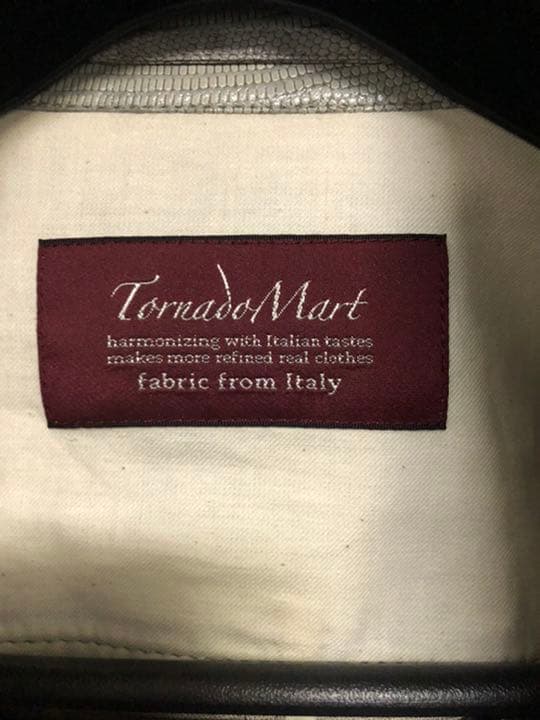 TornadoMart
harmonizing with Italian tastes
makes more refined real clothes
fabric from Italy